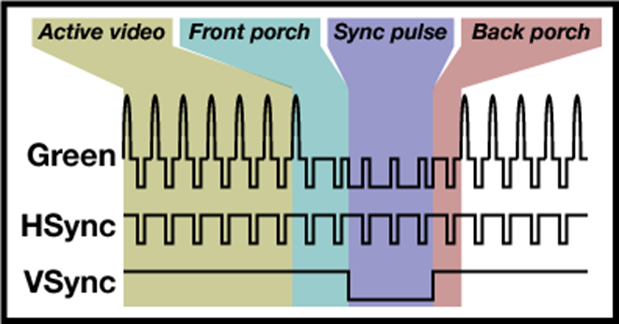 Active video Front porch Sync pulse Back porch
Green
HSync
VSync